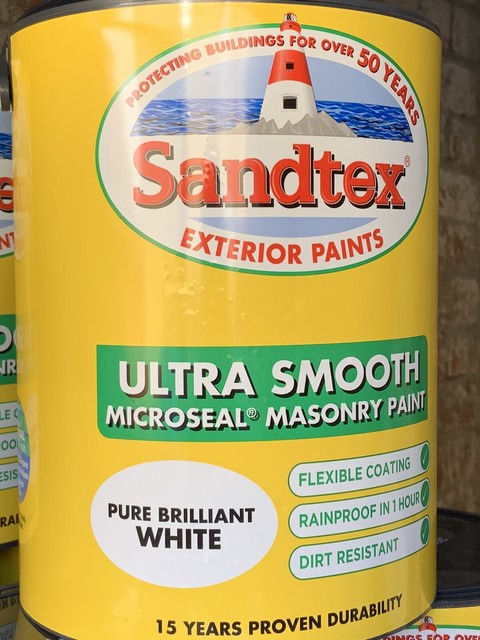 PROTECTING BUILDINGS FOR OVER 50 YEARS
Sandtex®
EXTERIOR PAINTS
ULTRA SMOOTH
MICROSEAL® MASONRY PAINT
FLEXIBLE COATING
PURE BRILLIANT
WHITE
RAINPROOF IN 1 HOUR
DIRT RESISTANT
15 YEARS PROVEN DURABILITY